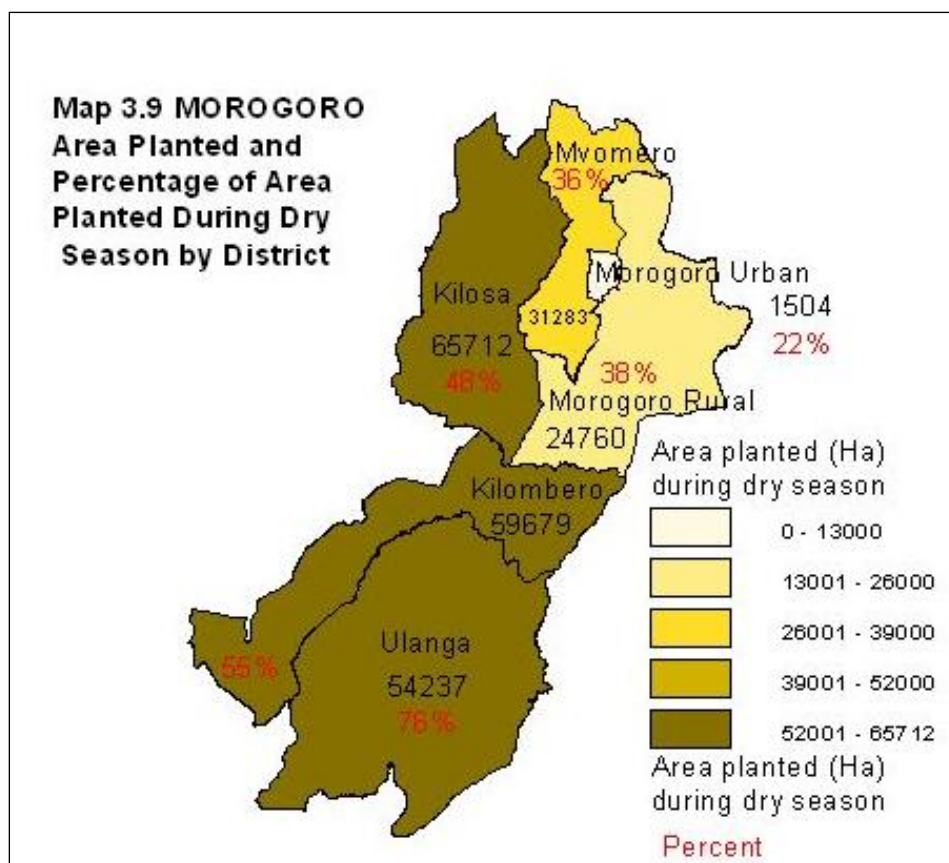 Map 3.9 MOROGORO
Area Planted and
Percentage of Area
Planted During Dry
Season by District
Mvomero
36%
Morogoro Urban
1504
22%
Kilosa
65712
48%
31283
38%
Morogoro Rural
24760
Kilombero
59679
55%
Ulanga
54237
76%
Area planted (Ha)
during dry season
0 - 13000
13001 - 26000
26001 - 39000
39001 - 52000
52001 - 65712
Area planted (Ha)
during dry season
Percent